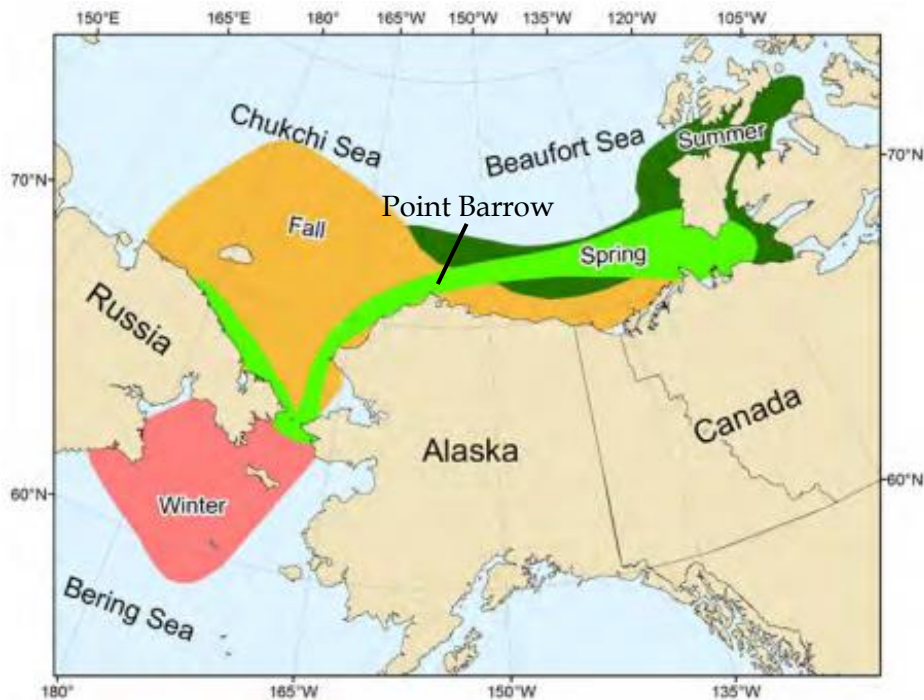 150°E 165°E 180° 165°W 150°W 135°W 120°W 105°W
Chukchi Sea
Beaufort Sea
Summer
70°N
70°N
Point Barrow
Fall
Spring
Russia
Canada
Alaska
60°N
60°N
Winter
Bering Sea
180° 165°W 150°W 135°W